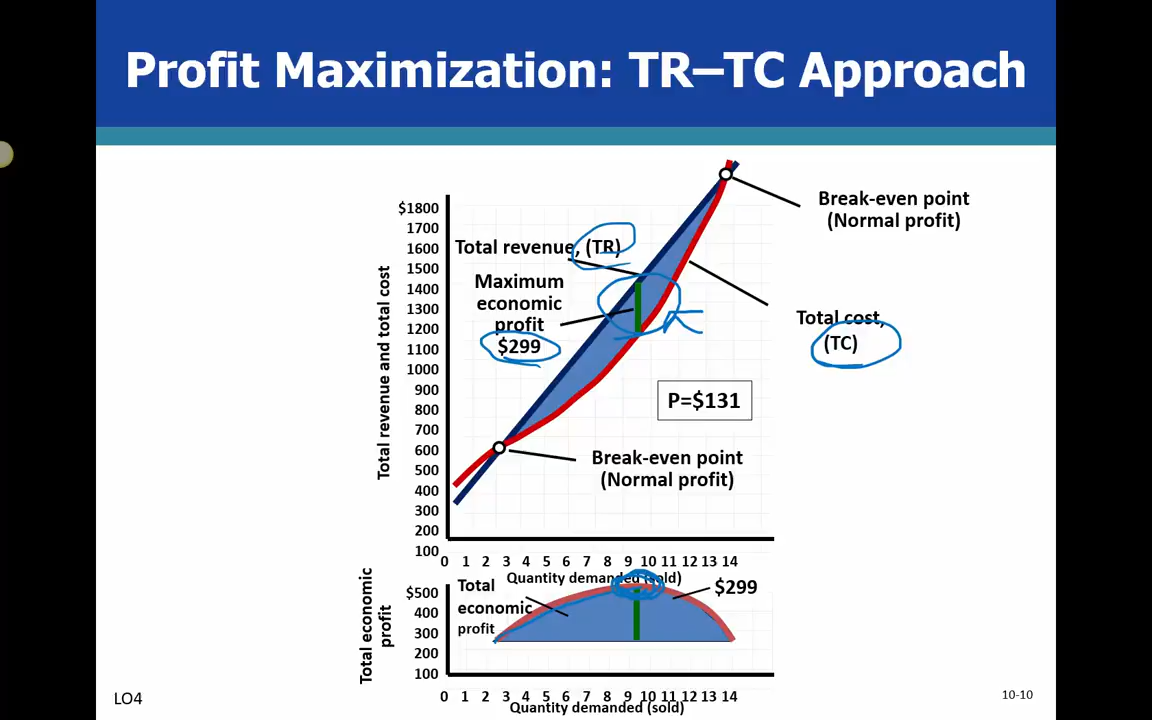 Profit Maximization: TR–TC Approach
Break-even point
(Normal profit)
$1800
1700
1600
1500
1400
1300
1200
1100
1000
900
800
700
600
500
400
300
200
100
Total revenue and total cost
Total revenue, (TR)
Maximum
economic
profit
$299
Total cost,
(TC)
P=$131
Break-even point
(Normal profit)
0 1 2 3 4 5 6 7 8 9 10 11 12 13 14
Quantity demanded (sold)
Total economic
profit
$500
400
300
200
100
Total
economic
profit
$299
0 1 2 3 4 5 6 7 8 9 10 11 12 13 14
Quantity demanded (sold)
LO4
10-10